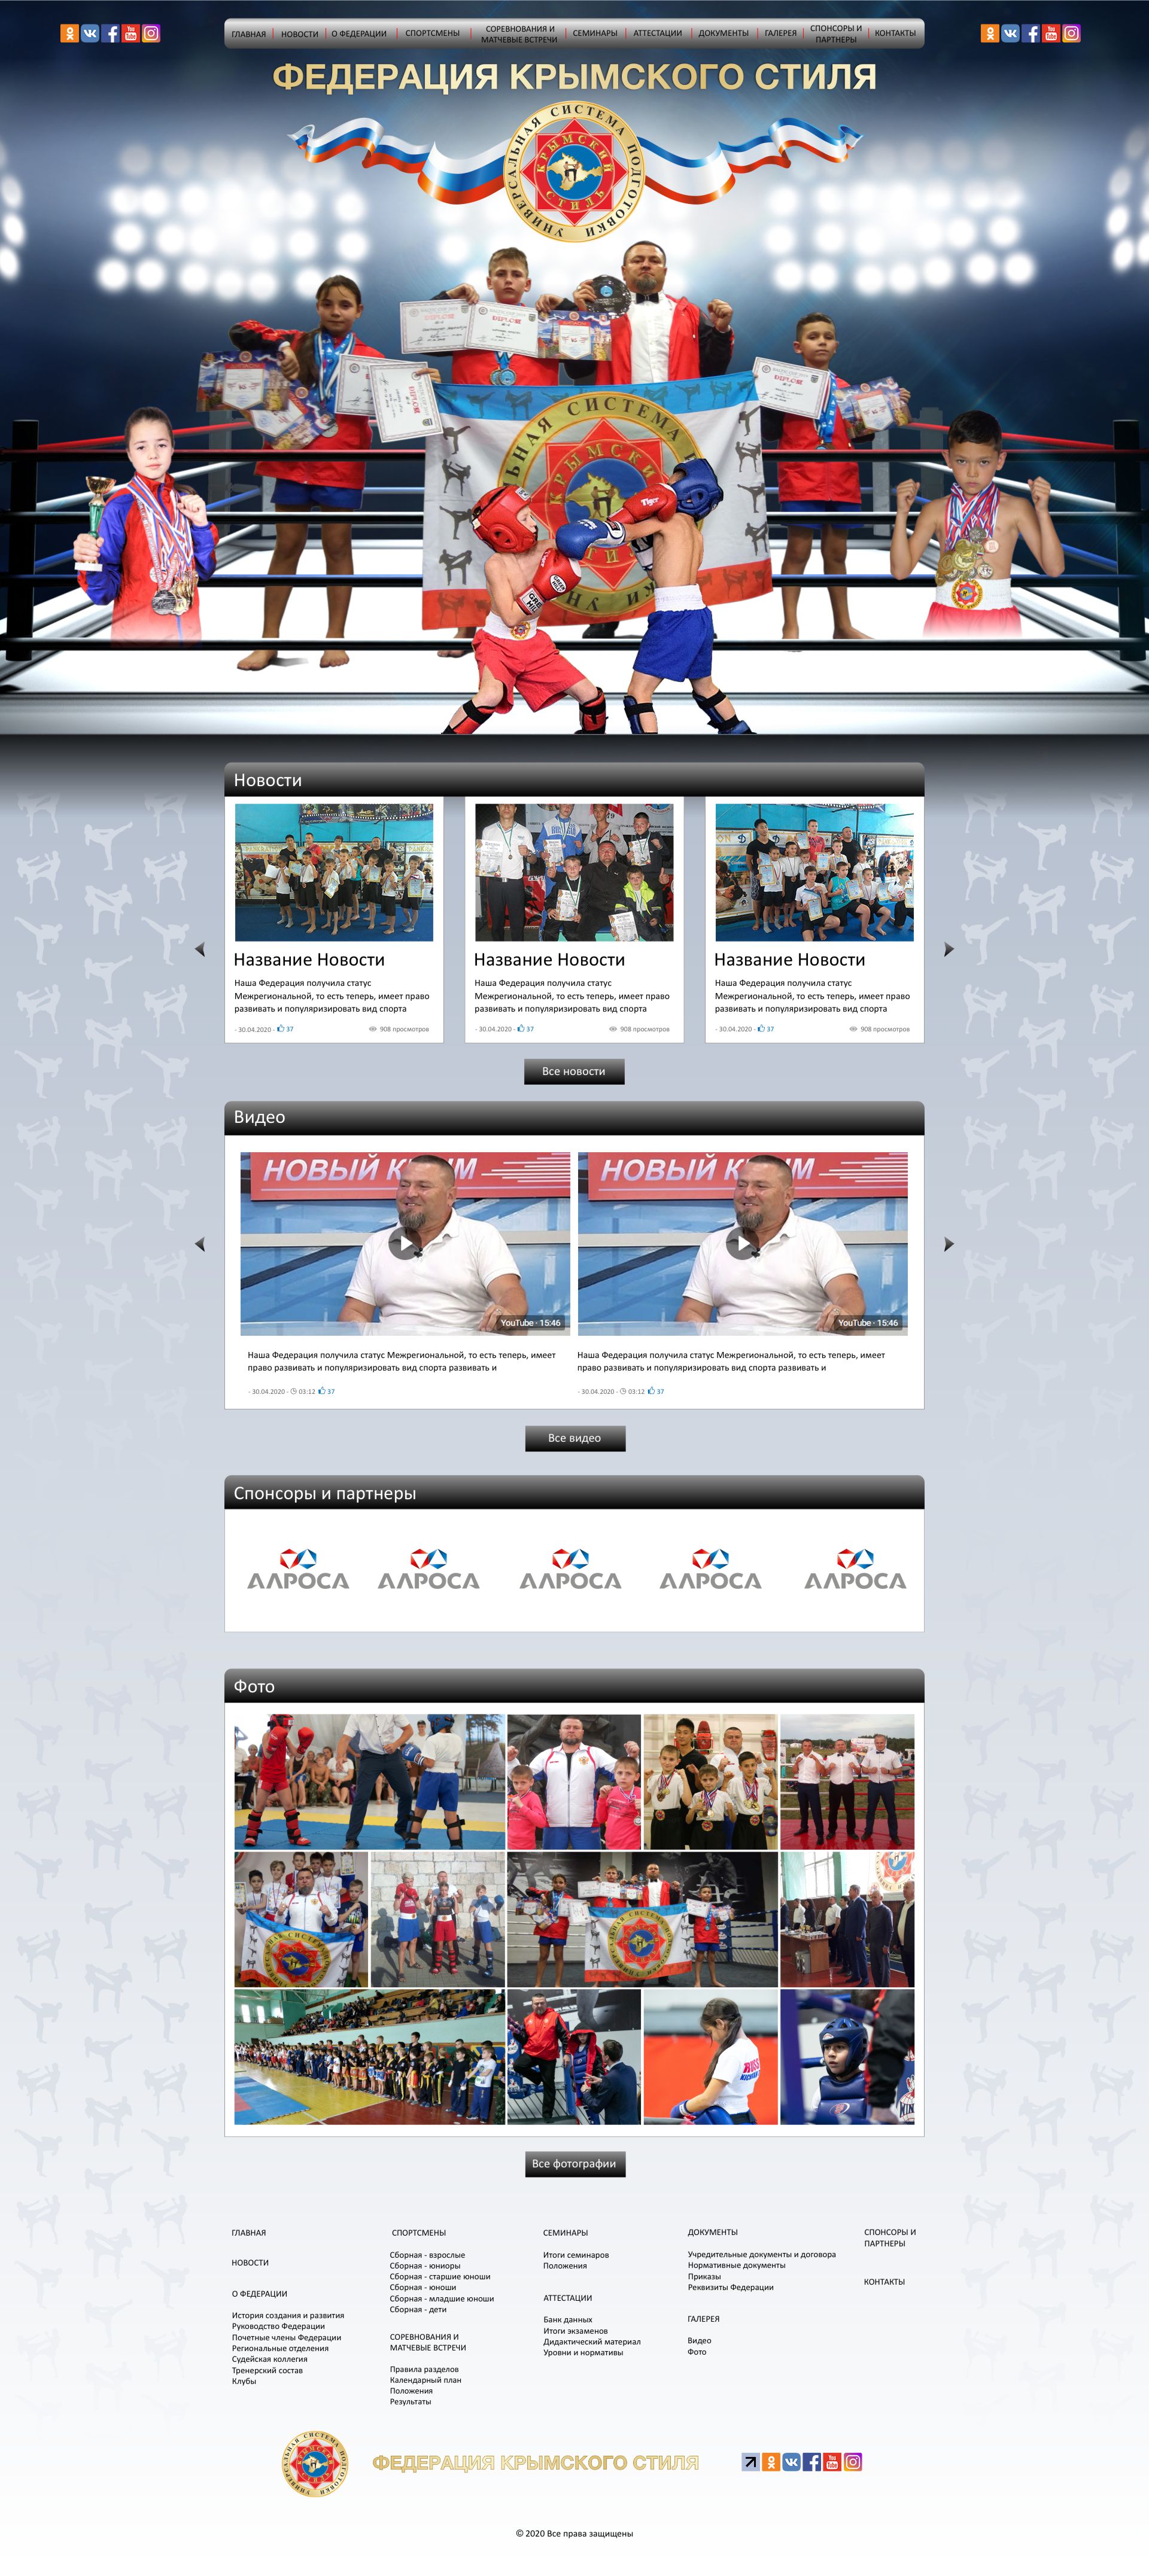 ГЛАВНАЯ
НОВОСТИ
О ФЕДЕРАЦИИ
СПОРТСМЕНЫ
СОРЕВНОВАНИЯ И
МАТЧЕВЫЕ ВСТРЕЧИ
СЕМИНАРЫ
АТТЕСТАЦИИ
ДОКУМЕНТЫ
ГАЛЕРЕЯ
СПОНСОРЫ И
ПАРТНЕРЫ
КОНТАКТЫ
ФЕДЕРАЦИЯ КРЫМСКОГО СТИЛЯ
УНИВЕРСАЛЬНАЯ СИСТЕМА ПОДГОТОВКИ
КРЫМСКИЙ
СТИЛЬ
DIPLOM
Tiger
Новости
Название Новости
Наша Федерация получила статус
Межрегиональной, то есть теперь, имеет право
развивать и популяризировать вид спорта
- 30.04.2020 - 37
908 просмотров
Название Новости
Наша Федерация получила статус
Межрегиональной, то есть теперь, имеет право
развивать и популяризировать вид спорта
- 30.04.2020 - 37
908 просмотров
Название Новости
Наша Федерация получила статус
Межрегиональной, то есть теперь, имеет право
развивать и популяризировать вид спорта
- 30.04.2020 - 37
908 просмотров
Все новости
Видео
НОВЫЙ К ЫМ
YouTube · 15:46
НОВЫЙ К ЫМ
YouTube · 15:46
Наша Федерация получила статус Межрегиональной, то есть теперь, имеет
право развивать и популяризировать вид спорта развивать и
- 30.04.2020 - 03:12 37
Наша Федерация получила статус Межрегиональной, то есть теперь, имеет
право развивать и популяризировать вид спорта развивать и
- 30.04.2020 - 03:12 37
Все видео
Спонсоры и партнеры
АЛРОСА
АЛРОСА
АЛРОСА
АЛРОСА
АЛРОСА
Фото
Все фотографии
ГЛАВНАЯ
НОВОСТИ
О ФЕДЕРАЦИИ
История создания и развития
Руководство Федерации
Почетные члены Федерации
Региональные отделения
Судейская коллегия
Тренерский состав
Клубы
СПОРТСМЕНЫ
Сборная - взрослые
Сборная - юниоры
Сборная - старшие юноши
Сборная - юноши
Сборная - младшие юноши
Сборная - дети
СОРЕВНОВАНИЯ И
МАТЧЕВЫЕ ВСТРЕЧИ
Правила разделов
Календарный план
Положения
Результаты
СЕМИНАРЫ
Итоги семинаров
Положения
АТТЕСТАЦИИ
Банк данных
Итоги экзаменов
Дидактический материал
Уровни и нормативы
ДОКУМЕНТЫ
Учредительные документы и договора
Нормативные документы
Приказы
Реквизиты Федерации
ГАЛЕРЕЯ
Видео
Фото
СПОНСОРЫ И
ПАРТНЕРЫ
КОНТАКТЫ
УНИВЕРСАЛЬНАЯ СИСТЕМА ПОДГОТОВКИ
КРЫМСКИЙ
СТИЛЬ
ФЕДЕРАЦИЯ КРЫМСКОГО СТИЛЯ
© 2020 Все права защищены